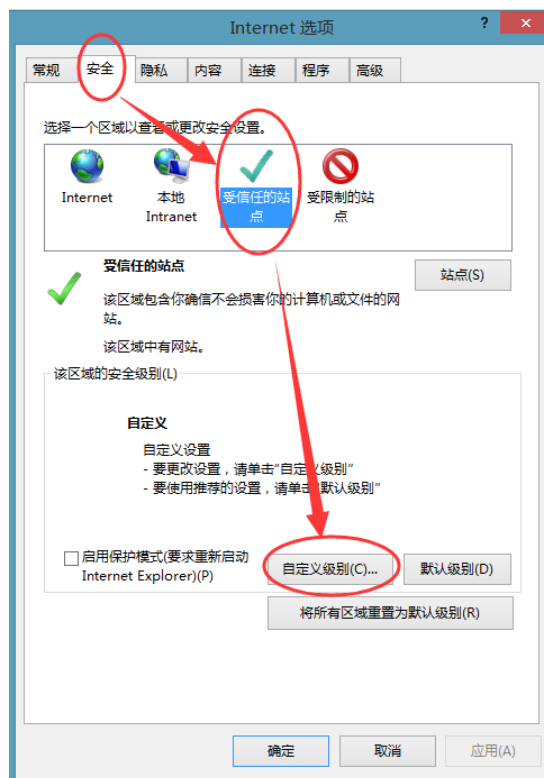 Internet 选项
?
×
常规 安全 隐私 内容 连接 程序 高级
选择一个区域以查看或更改安全设置。
Internet
本地
Intranet
受信任的站
点
受限制的站
点
受信任的站点
站点(S)
该区域包含你确信不会损害你的计算机或文件的网
站。
该区域中有网站。
该区域的安全级别(L)
自定义
自定义设置
- 要更改设置，请单击"自定义级别"
- 要使用推荐的设置，请单击"默认级别"
启用保护模式(要求重新启动
Internet Explorer)(P)
自定义级别(C)...
默认级别(D)
将所有区域重置为默认级别(R)
确定 取消 应用(A)